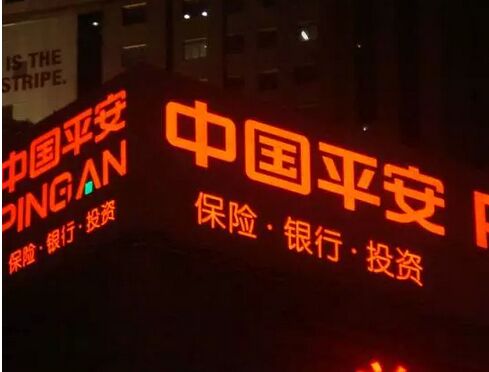 IS THE
STRIPE.
中国平安
PING AN
保险·银行·投资
中国平安
保险·银行·投资
P